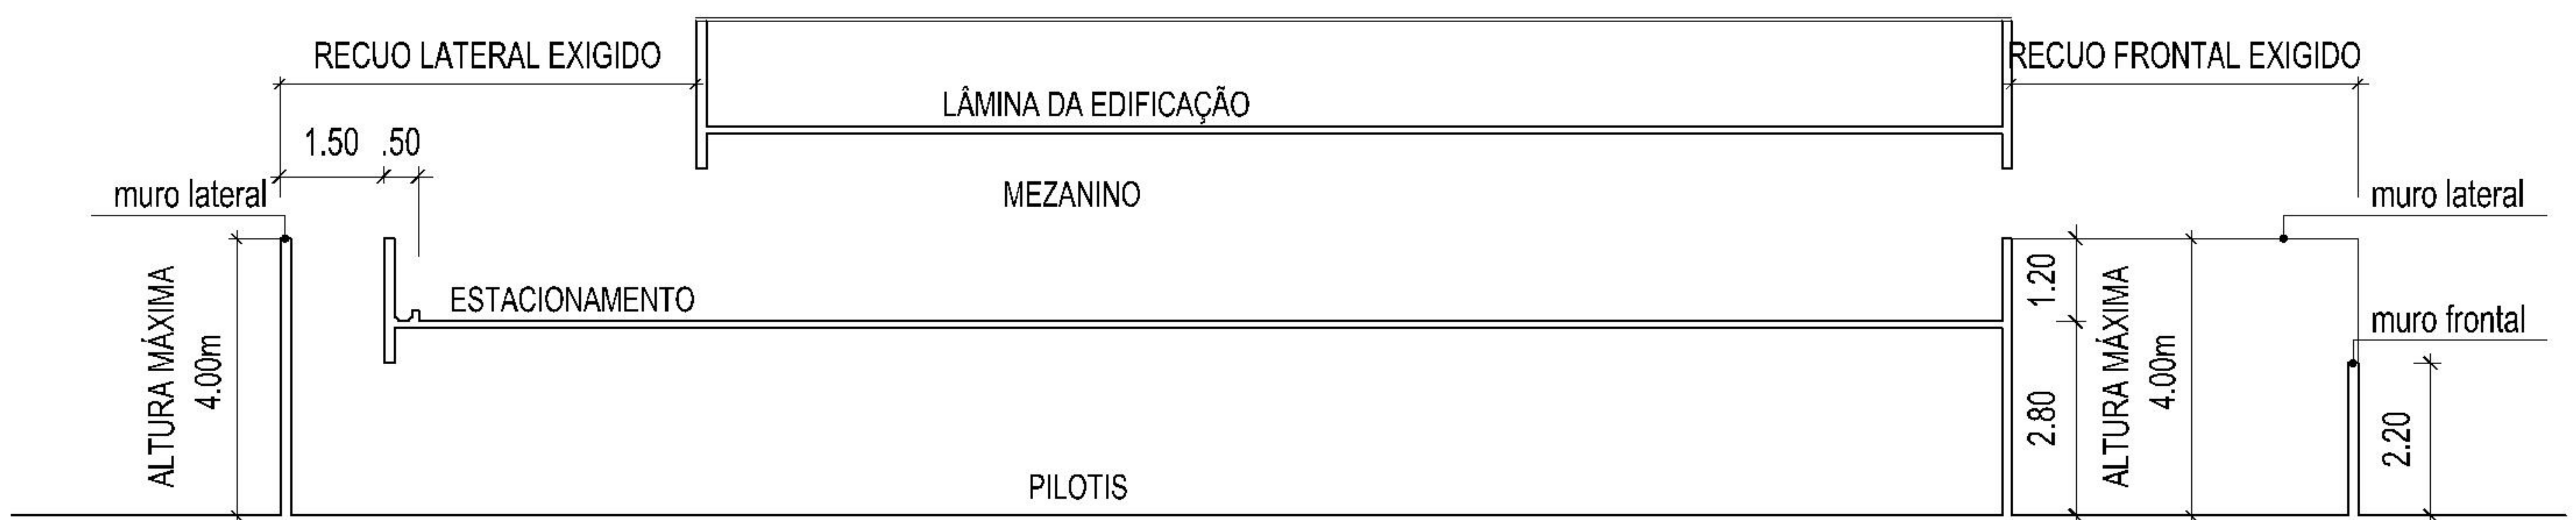 RECUO LATERAL EXIGIDO
RECUO FRONTAL EXIGIDO
LÂMINA DA EDIFICAÇÃO
1.50
.50
muro lateral
MEZANINO
muro lateral
ALTURA MÁXIMA
4.00m
ESTACIONAMENTO
1.20
2.80
ALTURA MÁXIMA
4.00m
muro frontal
2.20
PILOTIS